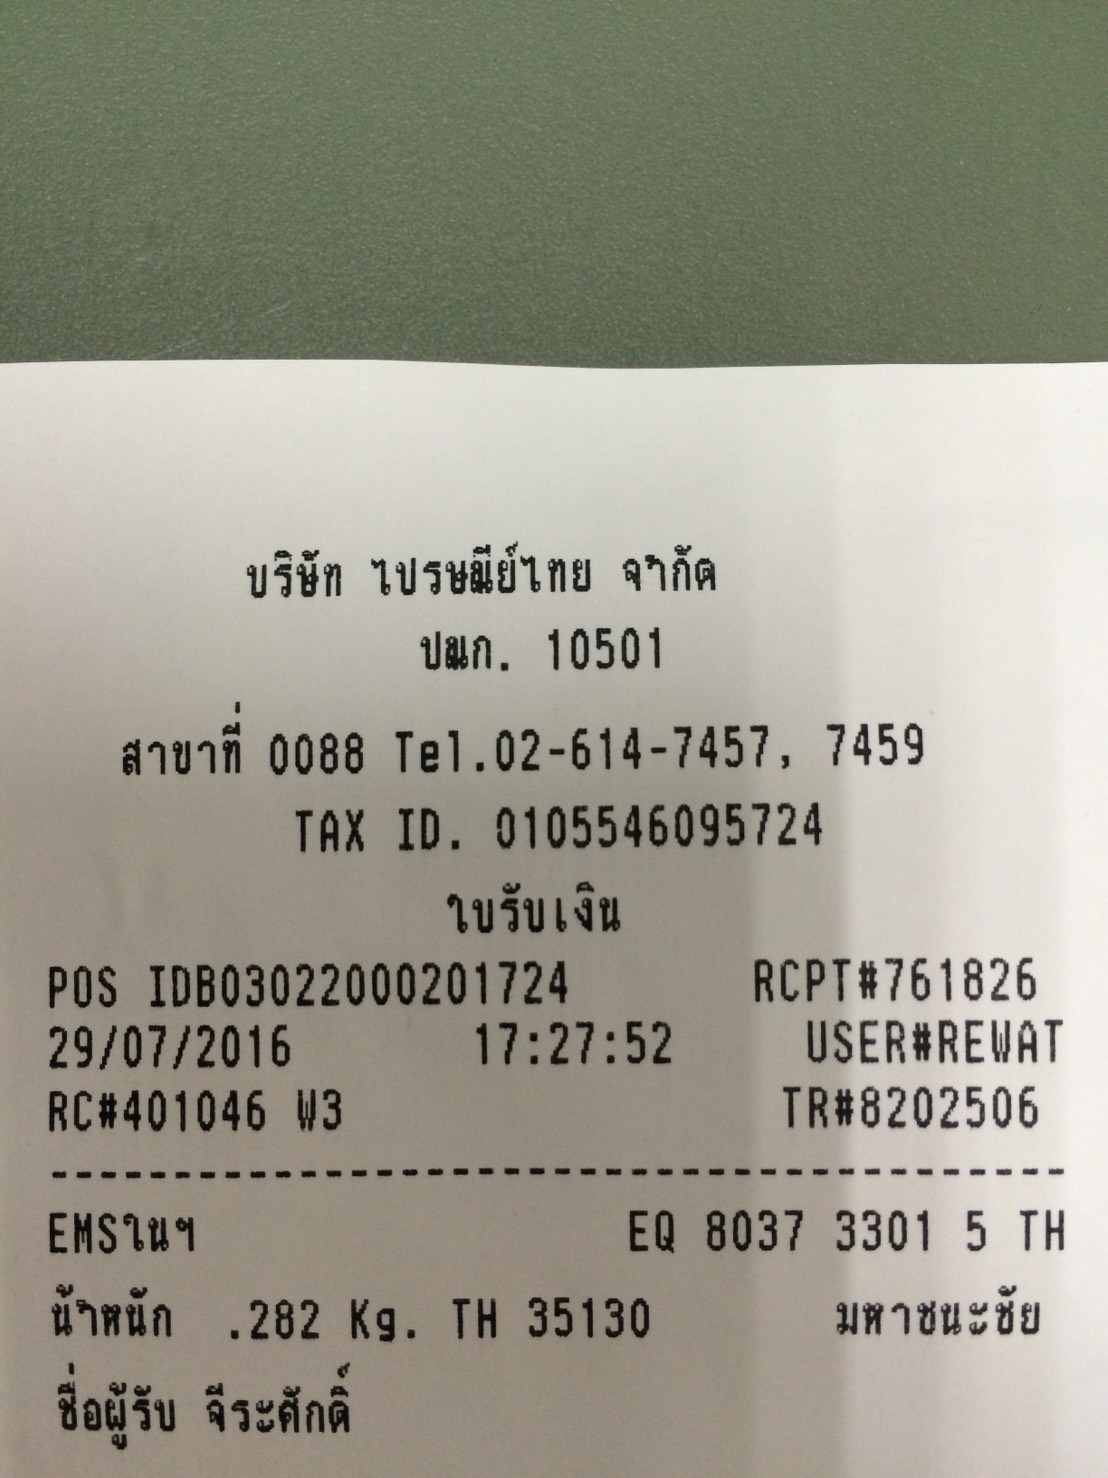 บริษัท ไปรษณีย์ไทย จำกัด
ปณก. 10501
สาขาที่ 0088 Tel.02-614-7457, 7459
TAX ID. 0105546095724
ใบรับเงิน
POS IDB03022000201724 RCPT#761826
29/07/2016 17:27:52 USER#REWAT
RC#401046 W3 TR#8202506
----------------------------------------
EMSในฯ EQ 8037 3301 5 TH
น้ำหนัก .282 Kg. TH 35130 มหาชนะชัย
ชื่อผู้รับ จีระศักดิ์